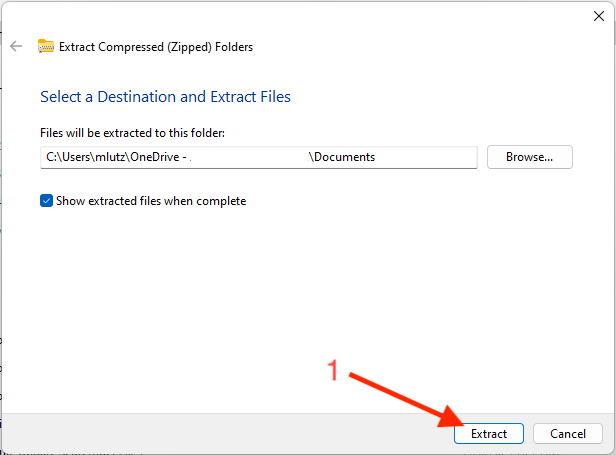 Extract Compressed (Zipped) Folders
Select a Destination and Extract Files
Files will be extracted to this folder:
C:\Users\mlutz\OneDrive - . \Documents
Browse...
Show extracted files when complete
1
Extract
Cancel